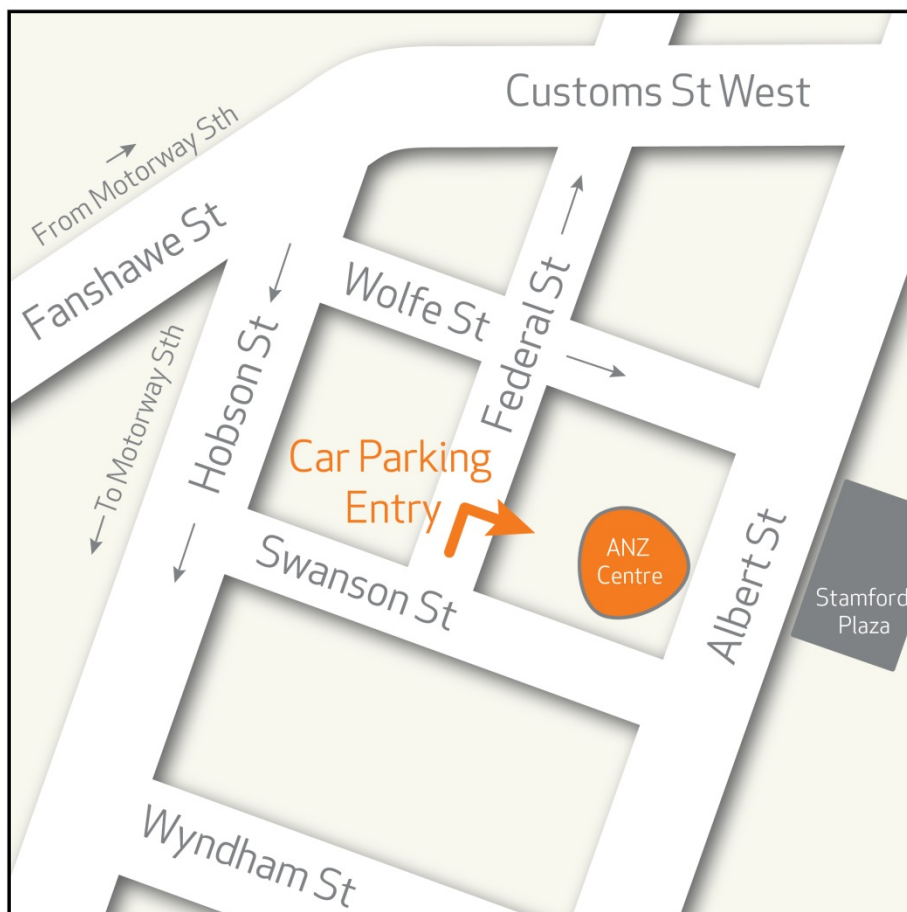 Customs St West
From Motorway Sth
Fanshawe St
Wolfe St
Federal St
Hobson St
To Motorway Sth
Car Parking
Entry
ANZ
Centre
Swanson St
Albert St
Stamford
Plaza
Wyndham St